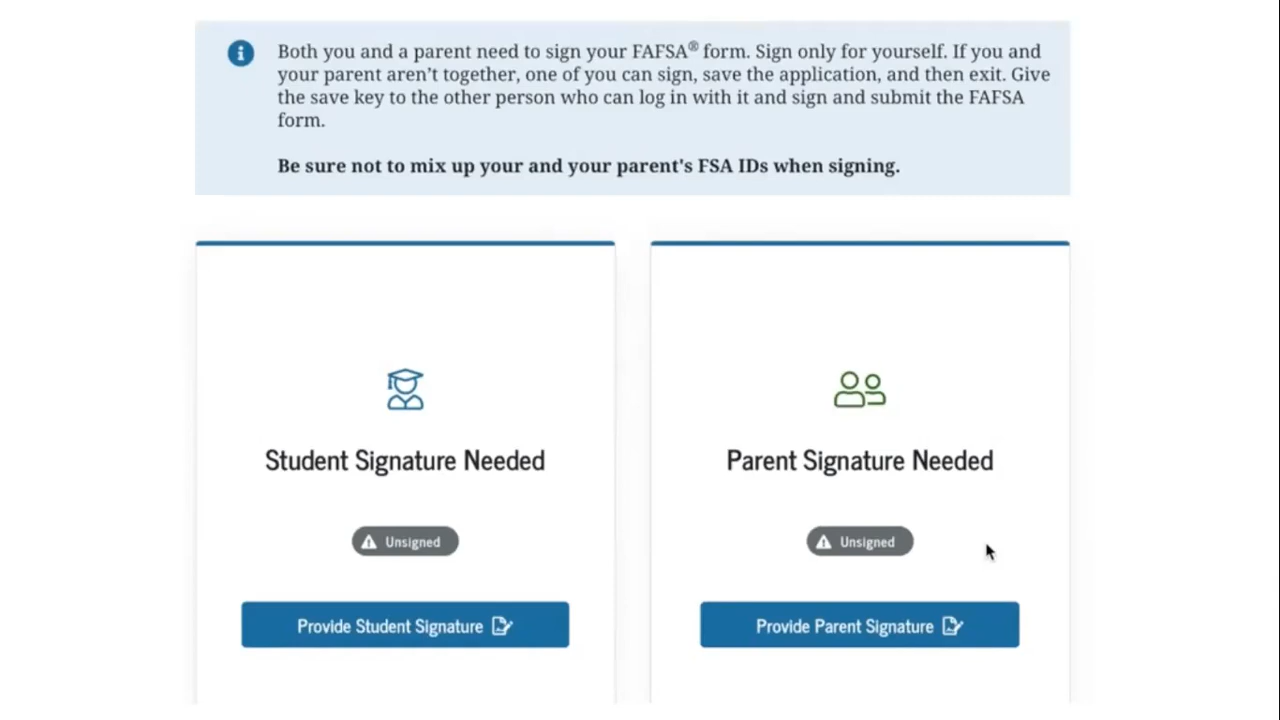 Both you and a parent need to sign your FAFSA® form. Sign only for yourself. If you and
your parent aren’t together, one of you can sign, save the application, and then exit. Give
the save key to the other person who can log in with it and sign and submit the FAFSA
form.
Be sure not to mix up your and your parent's FSA IDs when signing.
Student Signature Needed
Unsigned
Provide Student Signature
Parent Signature Needed
Unsigned
Provide Parent Signature